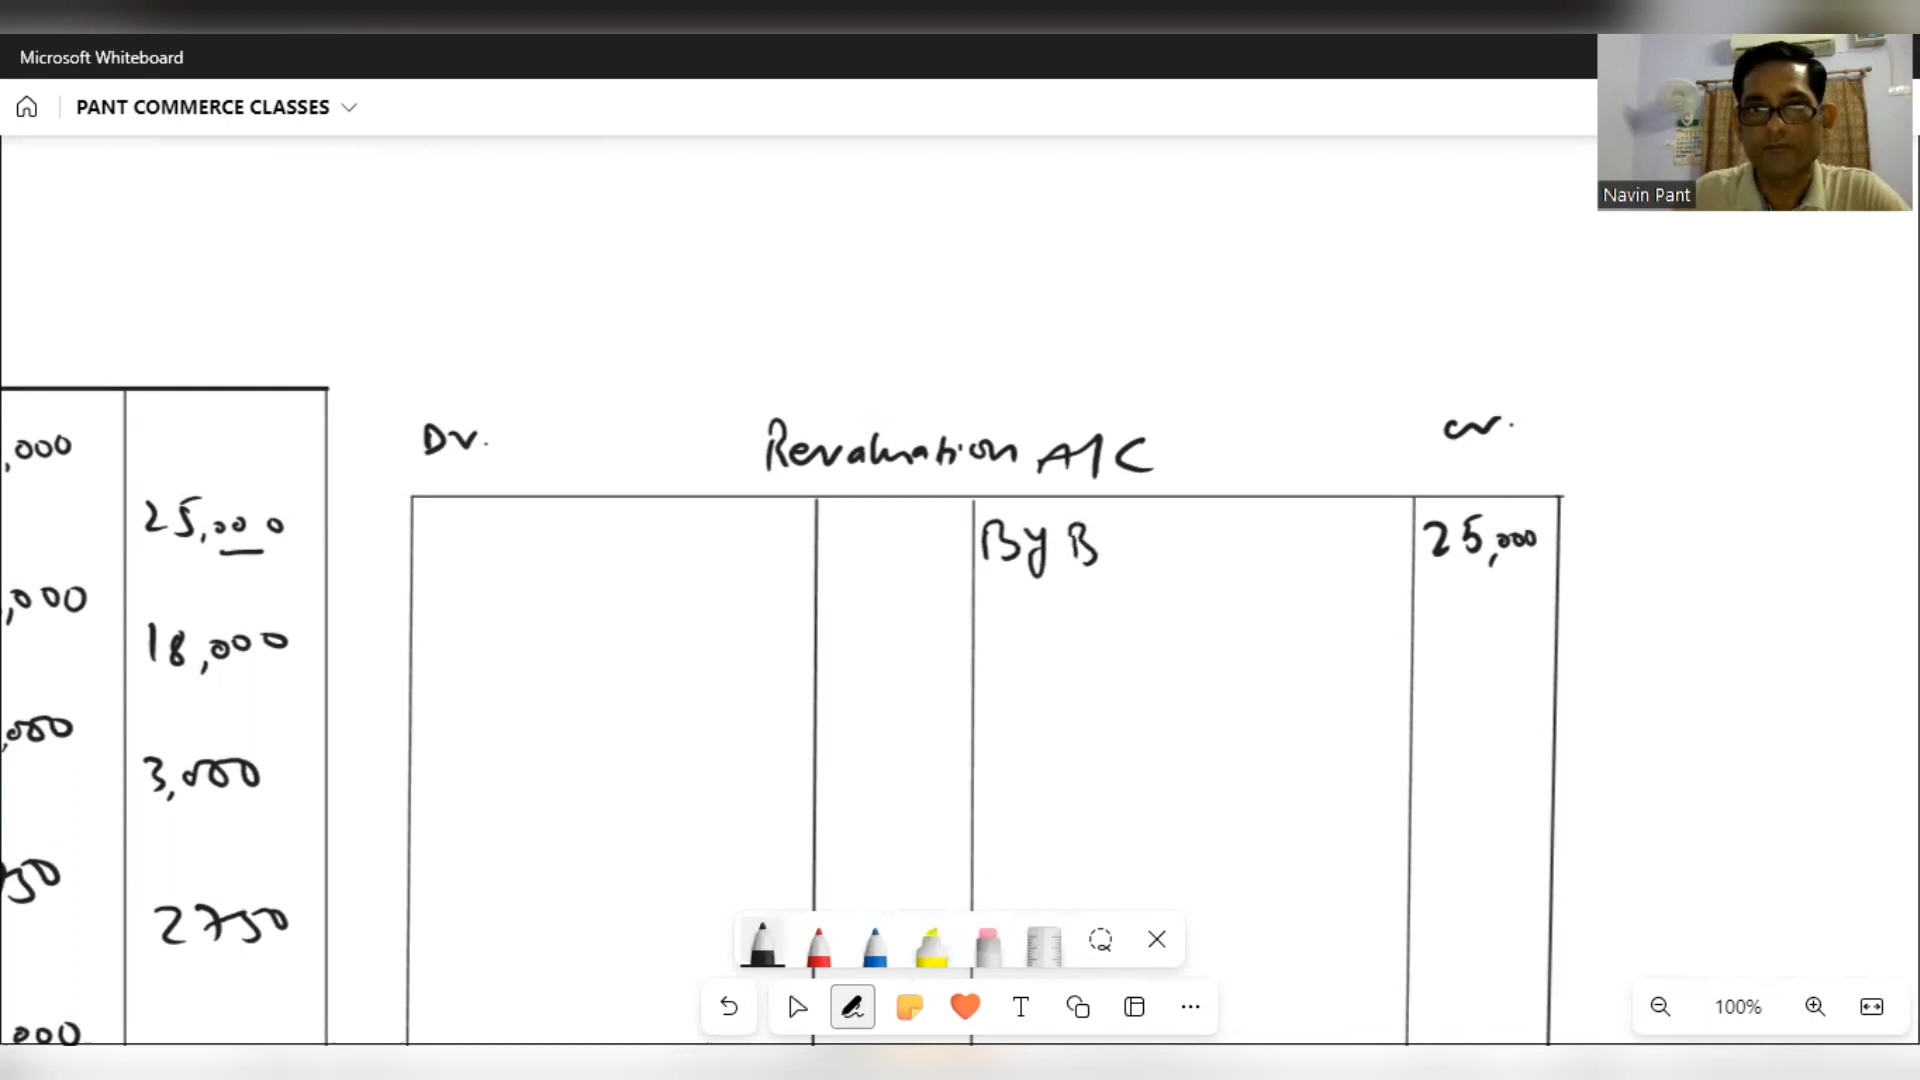 Microsoft Whiteboard
PANT COMMERCE CLASSES
Navin Pant
,000
25,000
,000
18,000
,000
3,000
50
2750
000
Dr. Revaluation A/C Cr.
By B 25,000
T
100%